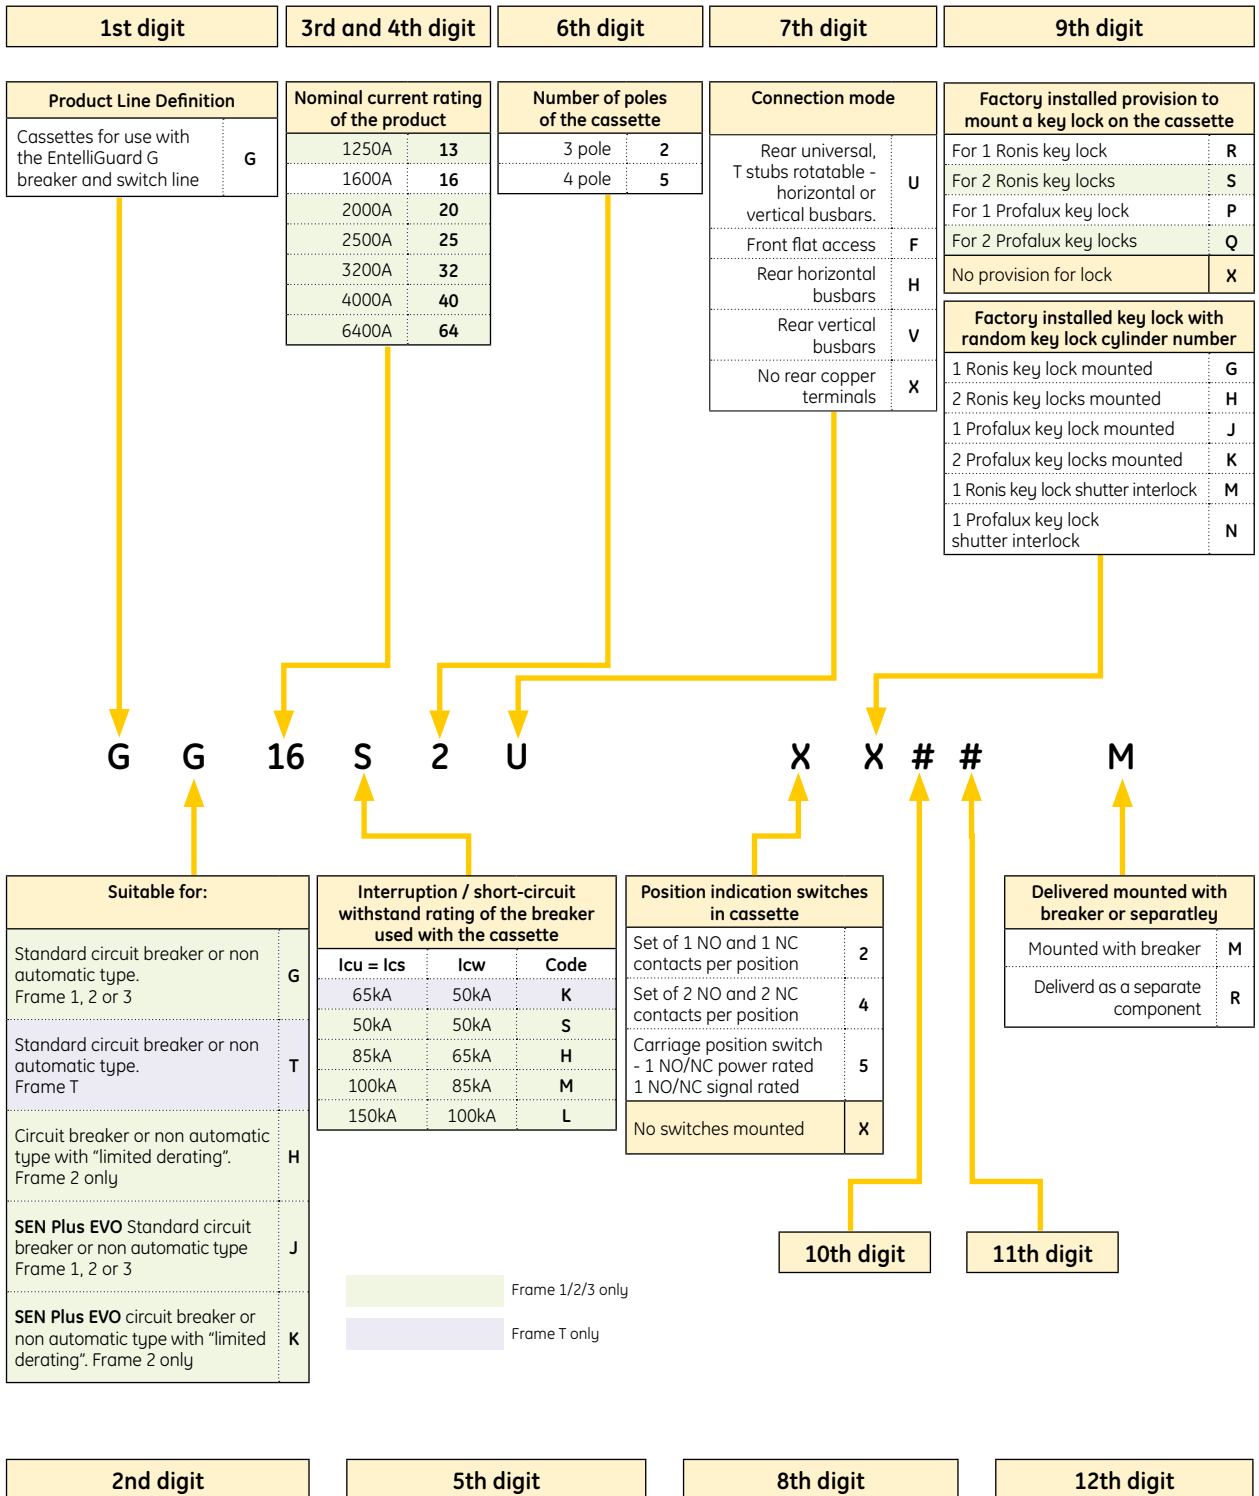 1st digit
3rd and 4th digit
6th digit
7th digit
9th digit
Product Line Definition
Cassettes for use with
the EntelliGuard G
breaker and switch line
G
Nominal current rating
of the product
1250A 13
1600A 16
2000A 20
2500A 25
3200A 32
4000A 40
6400A 64
Number of poles
of the cassette
3 pole 2
4 pole 5
Connection mode
Rear universal,
T stubs rotatable -
horizontal or
vertical busbars.
U
Front flat access F
Rear horizontal
busbars
H
Rear vertical
busbars
V
No rear copper
terminals
X
Factory installed provision to
mount a key lock on the cassette
For 1 Ronis key lock R
For 2 Ronis key locks S
For 1 Profalux key lock P
For 2 Profalux key locks Q
No provision for lock X
Factory installed key lock with
random key lock cylinder number
1 Ronis key lock mounted G
2 Ronis key locks mounted H
1 Profalux key lock mounted J
2 Profalux key locks mounted K
1 Ronis key lock shutter interlock M
1 Profalux key lock
shutter interlock
N
G G 16 S 2 U X X # # M
Suitable for:
Standard circuit breaker or non
automatic type.
Frame 1, 2 or 3
G
Standard circuit breaker or non
automatic type.
Frame T
T
Circuit breaker or non automatic
type with “limited derating”.
Frame 2 only
H
SEN Plus EVO Standard circuit
breaker or non automatic type
Frame 1, 2 or 3
J
SEN Plus EVO circuit breaker or
non automatic type with “limited
derating”. Frame 2 only
K
Interruption / short-circuit
withstand rating of the breaker
used with the cassette
Icu = Ics Icw Code
65kA 50kA K
50kA 50kA S
85kA 65kA H
100kA 85kA M
150kA 100kA L
Position indication switches
in cassette
Set of 1 NO and 1 NC
contacts per position
2
Set of 2 NO and 2 NC
contacts per position
4
Carriage position switch
- 1 NO/NC power rated
1 NO/NC signal rated
5
No switches mounted X
Delivered mounted with
breaker or separatley
Mounted with breaker M
Deliverd as a separate
component
R
10th digit
11th digit
Frame 1/2/3 only
Frame T only
2nd digit
5th digit
8th digit
12th digit